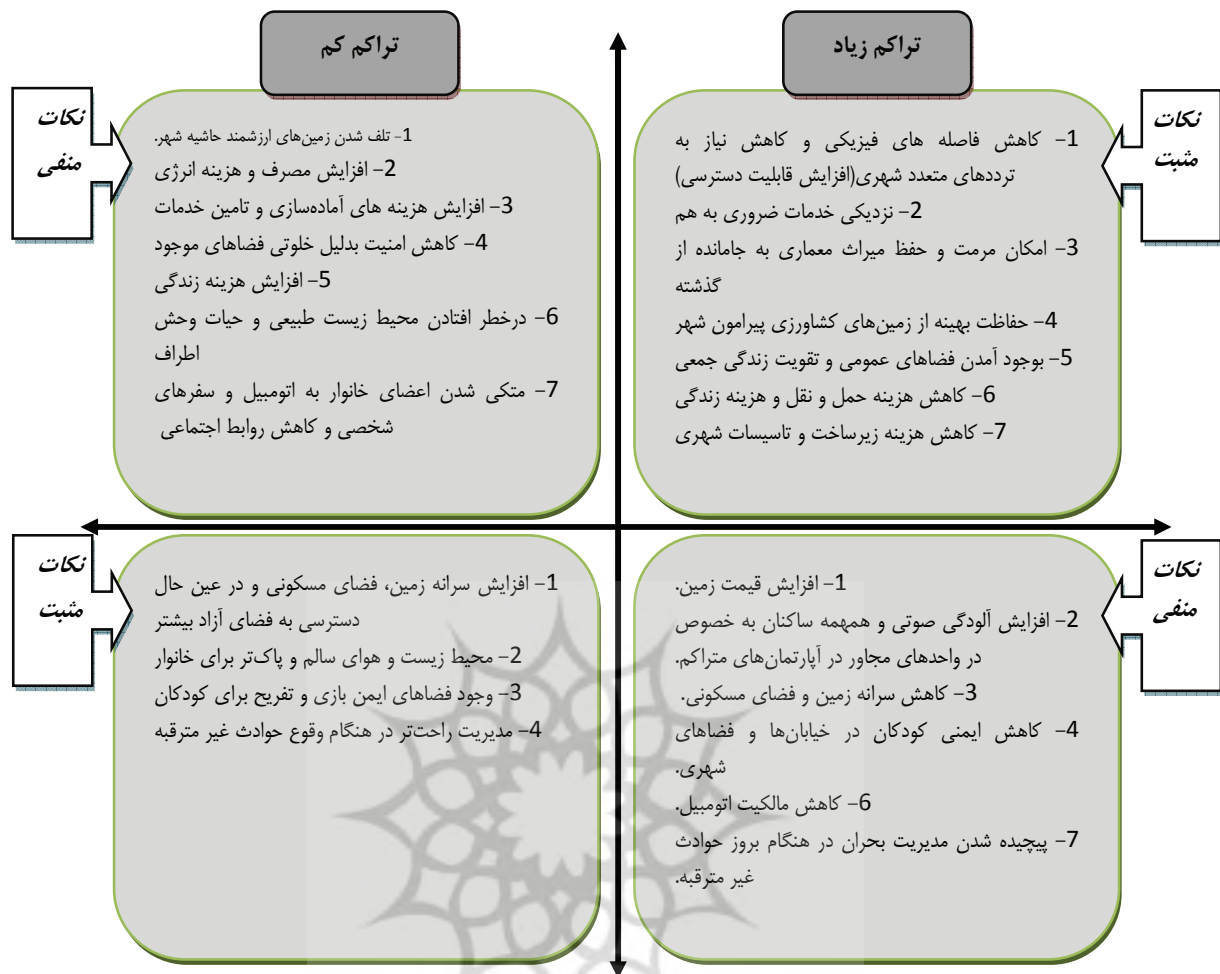 تراکم زیاد
تراکم کم
نکات
مثبت
1- کاهش فاصله های فیزیکی و کاهش نیاز به
ترددهای متعدد شهری(افزایش قابلیت دسترسی)
2- نزدیکی خدمات ضروری به هم
3- امکان مرمت و حفظ میراث معماری به جامانده از
گذشته
4- حفاظت بهینه از زمین‌های کشاورزی پیرامون شهر
5- بوجود آمدن فضاهای عمومی و تقویت زندگی جمعی
6- کاهش هزینه حمل و نقل و هزینه زندگی
7- کاهش هزینه زیرساخت و تاسیسات شهری
نکات
منفی
1- تلف شدن زمین‌های ارزشمند حاشیه شهر.
2- افزایش مصرف و هزینه انرژی
3- افزایش هزینه های آماده‌سازی و تامین خدمات
4- کاهش امنیت بدلیل خلوتی فضاهای موجود
5- افزایش هزینه زندگی
6- درخطر افتادن محیط زیست طبیعی و حیات وحش
اطراف
7- متکی شدن اعضای خانوار به اتومبیل و سفرهای
شخصی و کاهش روابط اجتماعی
نکات
منفی
1- افزایش قیمت زمین.
2- افزایش آلودگی صوتی و همهمه ساکنان به خصوص
در واحدهای مجاور در آپارتمان‌های متراکم.
3- کاهش سرانه زمین و فضای مسکونی.
4- کاهش ایمنی کودکان در خیابان‌ها و فضاهای
شهری.
6- کاهش مالکیت اتومبیل.
7- پیچیده شدن مدیریت بحران در هنگام بروز حوادث
غیر مترقبه.
نکات
مثبت
1- افزایش سرانه زمین، فضای مسکونی و در عین حال
دسترسی به فضای آزاد بیشتر
2- محیط زیست و هوای سالم و پاک‌تر برای خانوار
3- وجود فضاهای ایمن بازی و تفریح برای کودکان
4- مدیریت راحت‌تر در هنگام وقوع حوادث غیر مترقبه